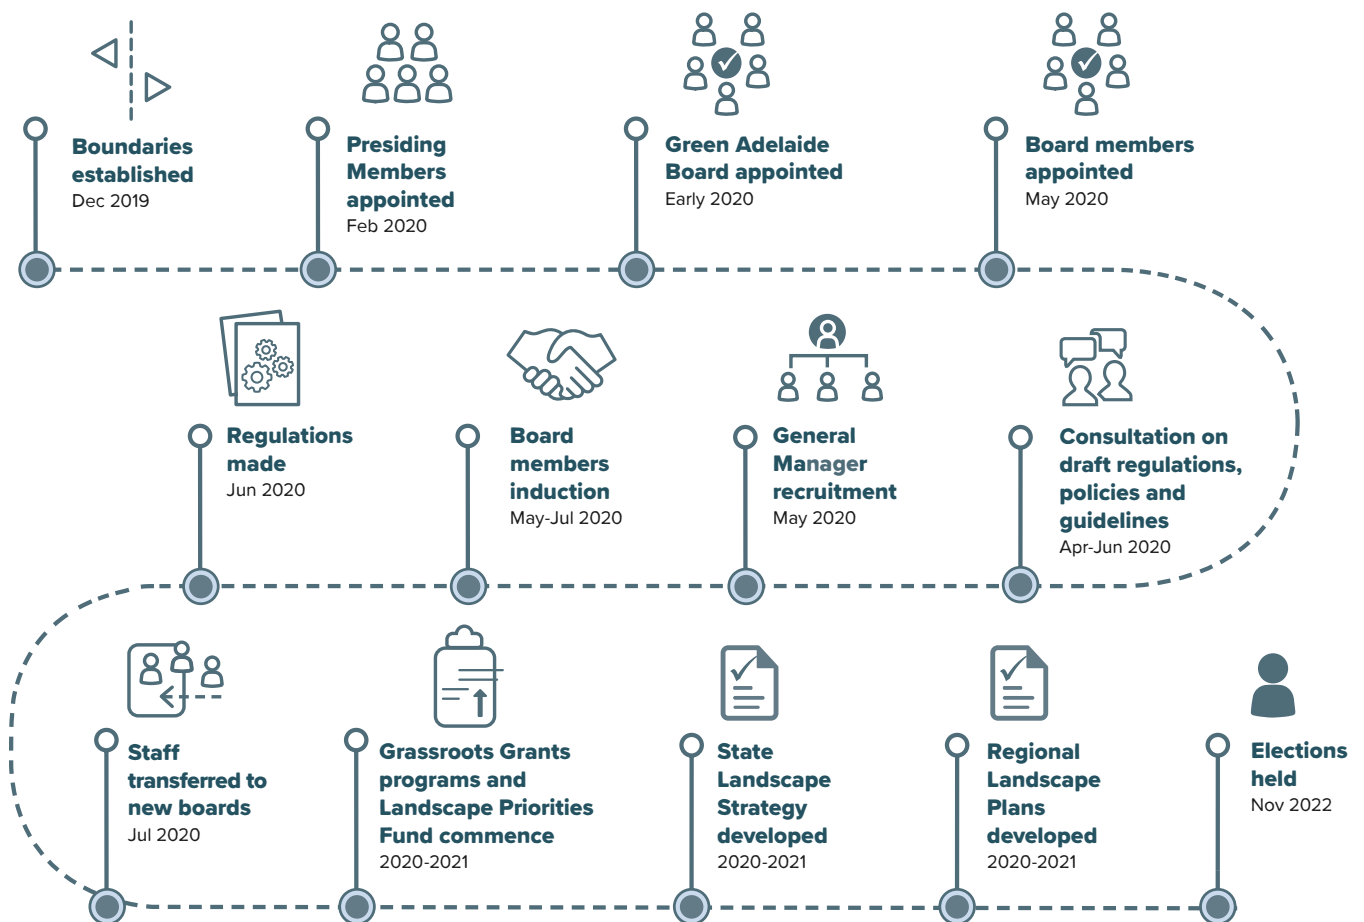 Boundaries
established
Dec 2019
Presiding
Members
appointed
Feb 2020
Green Adelaide
Board appointed
Early 2020
Board members
appointed
May 2020
Consultation on
draft regulations,
policies and
guidelines
Apr-Jun 2020
General
Manager
recruitment
May 2020
Board
members
induction
May-Jul 2020
Regulations
made
Jun 2020
Staff
transferred to
new boards
Jul 2020
Grassroots Grants
programs and
Landscape Priorities
Fund commence
2020-2021
State
Landscape
Strategy
developed
2020-2021
Regional
Landscape
Plans
developed
2020-2021
Elections
held
Nov 2022